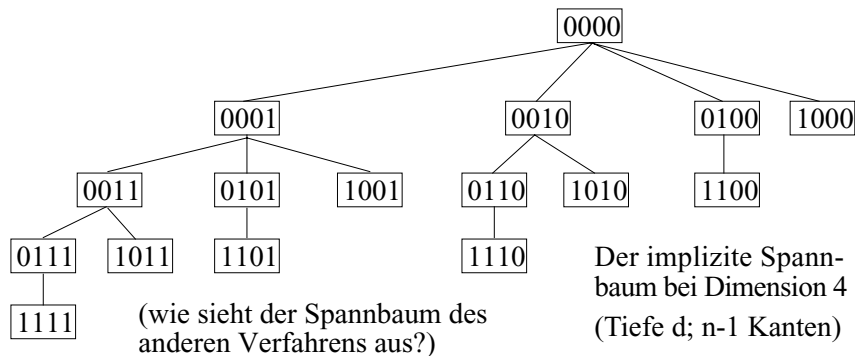 0000
0001 0010 0100 1000
0011 0101 1001 0110 1010 1100
0111 1011 1101 1110
1111
Der implizite Spann-
baum bei Dimension 4
(Tiefe d; n-1 Kanten)
(wie sieht der Spannbaum des
anderen Verfahrens aus?)